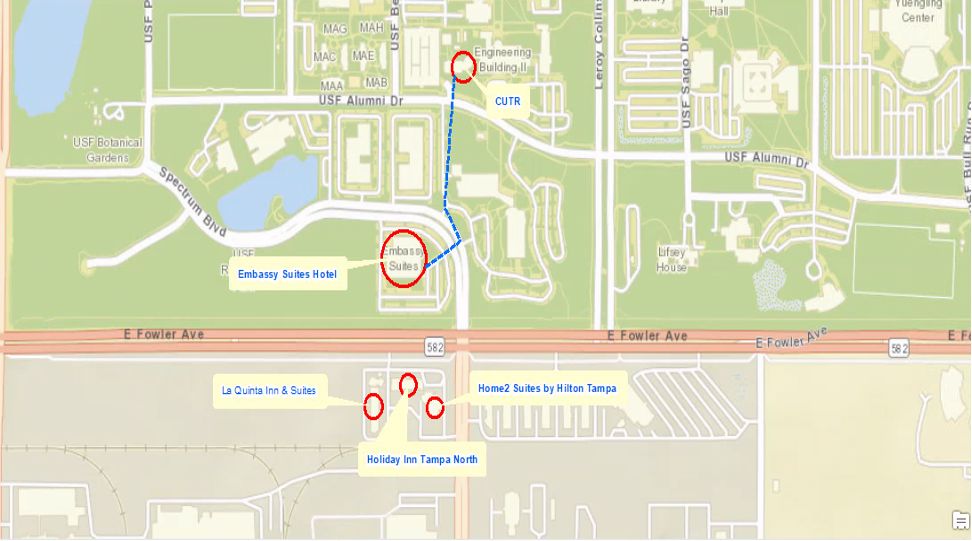 USF P
USF Be
MAG
MAH
MAC
MAE
MAA
MAB
Engineering
Building II
CUTR
Leroy Collins
Library
Hall
Yuengling
Center
USF Sago Dr
USF Alumni Dr
USF Botanical
Gardens
USF Alumni Dr
USF Bull Run
Spectrum Blvd
USF
R
Embassy
Suites
Embassy Suites Hotel
Lifsey
House
E Fowler Ave
582
E Fowler Ave
E Fowler Ave
582
E Fo
La Quinta Inn & Suites
Home2 Suites by Hilton Tampa
Holiday Inn Tampa North